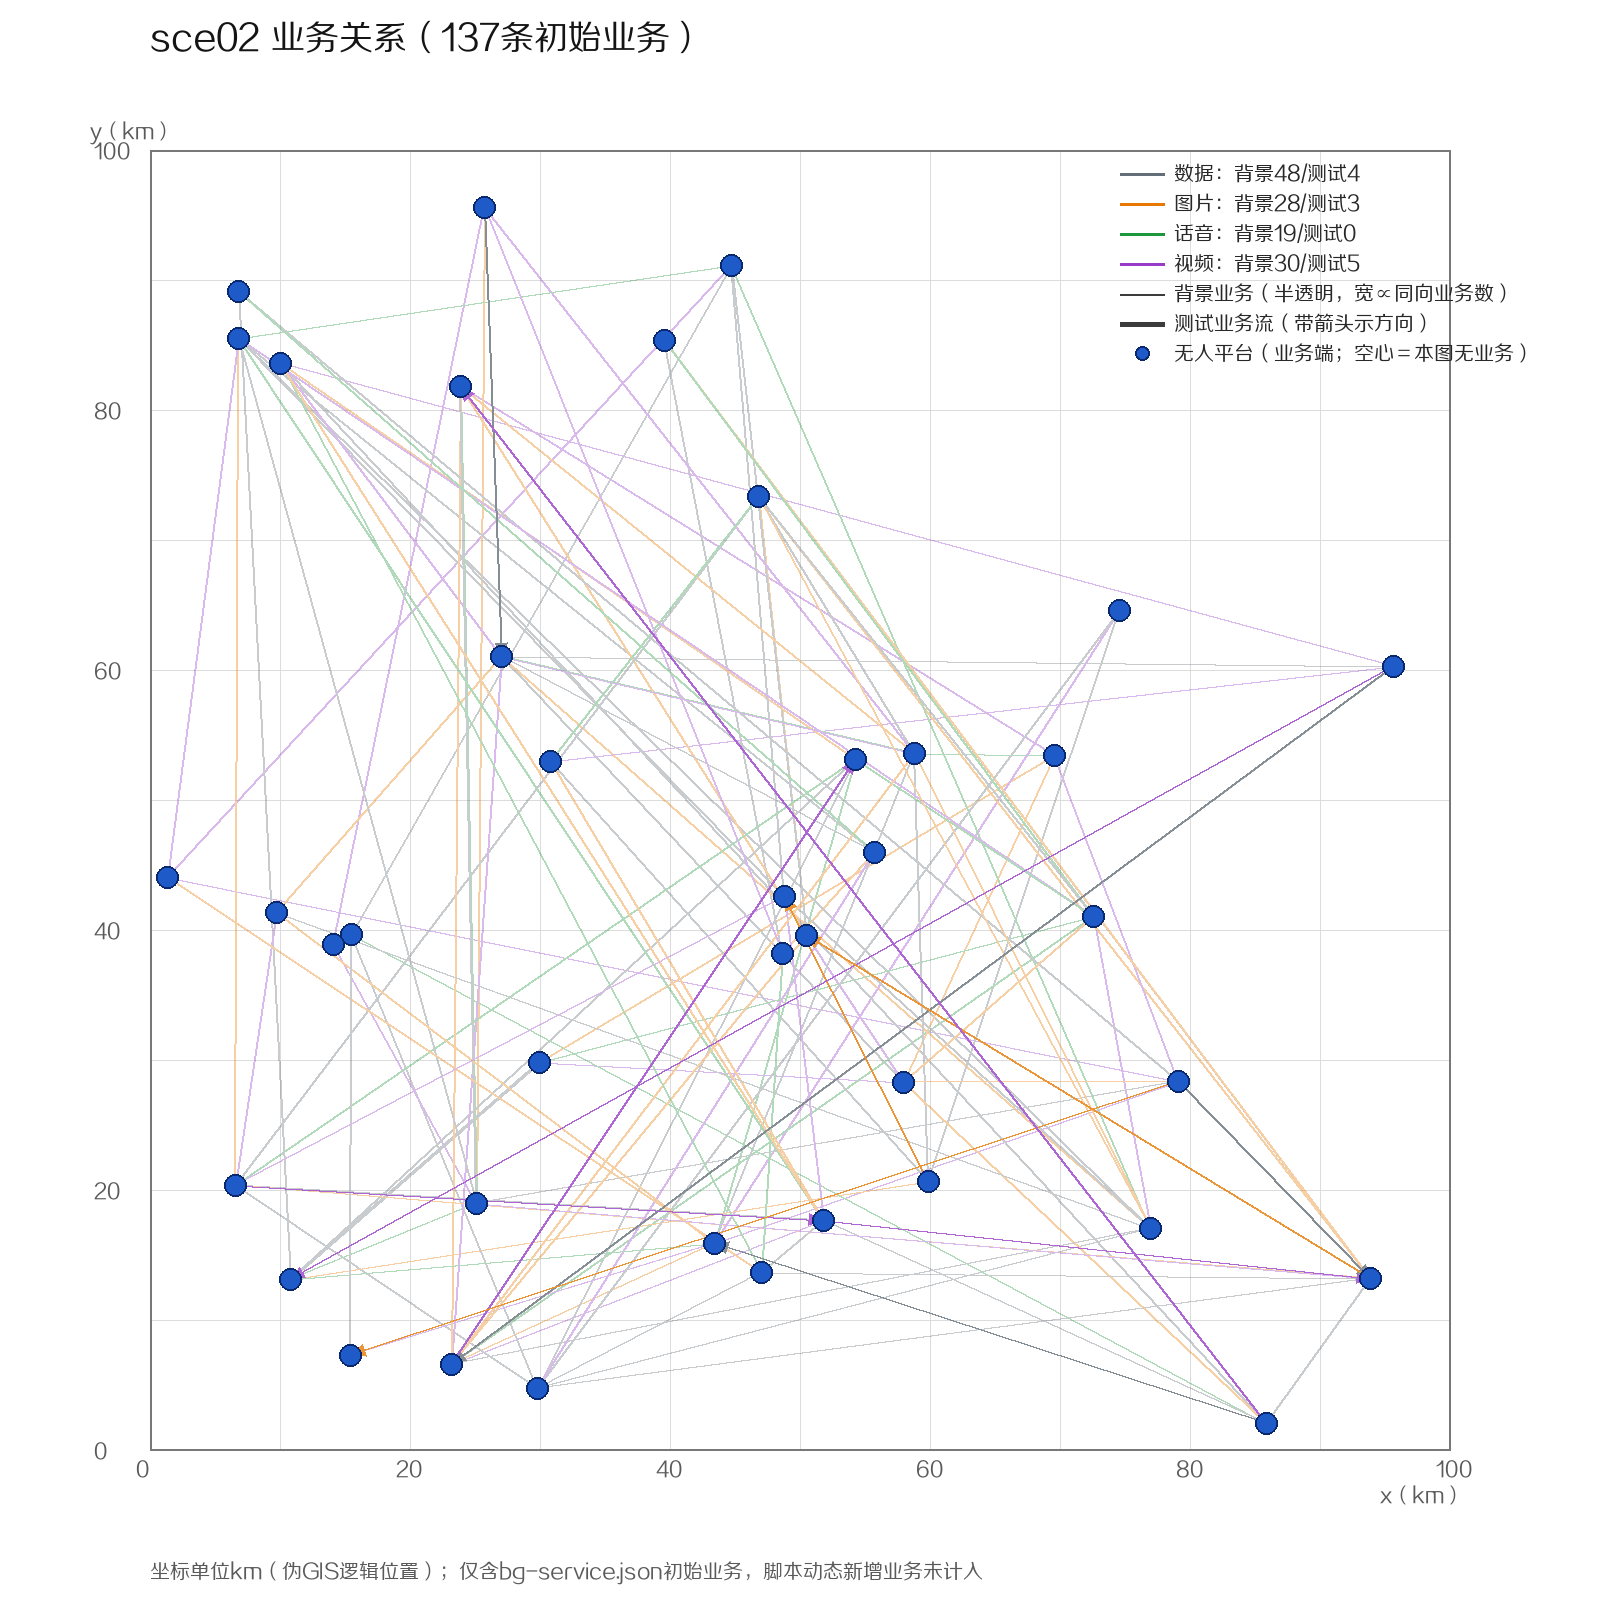 sce02 业务关系（137条初始业务）
y（km）
100
数据：背景48/测试4
图片：背景28/测试3
话音：背景19/测试0
视频：背景30/测试5
背景业务（半透明，宽∝同向业务数）
测试业务流（带箭头示方向）
无人平台（业务端；空心＝本图无业务）
80
60
40
20
0
0 20 40 60 80 100
x（km）
坐标单位km（伪GIS逻辑位置）；仅含bg-service.json初始业务，脚本动态新增业务未计入